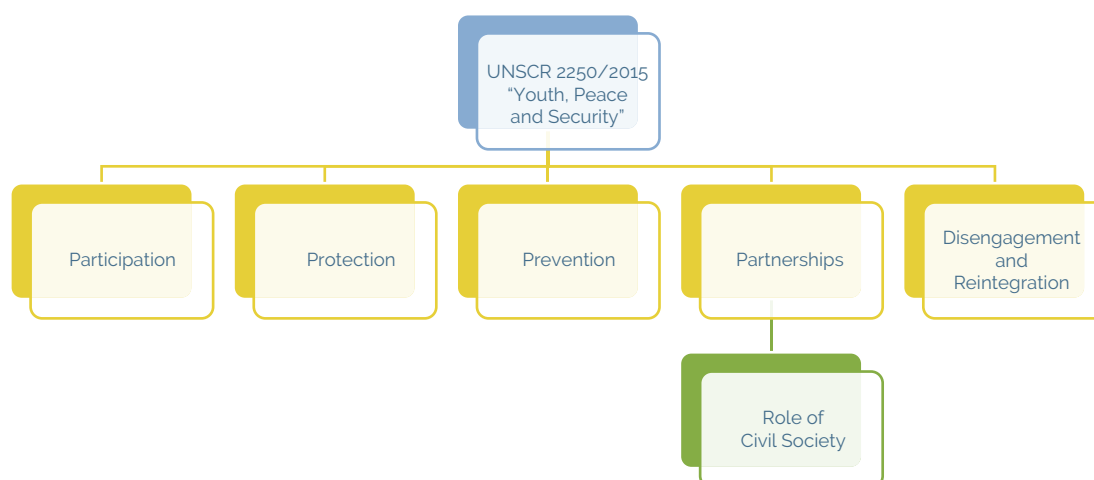 UNSCR 2250/2015
“Youth, Peace
and Security”
Participation
Protection
Prevention
Partnerships
Disengagement
and
Reintegration
Role of
Civil Society